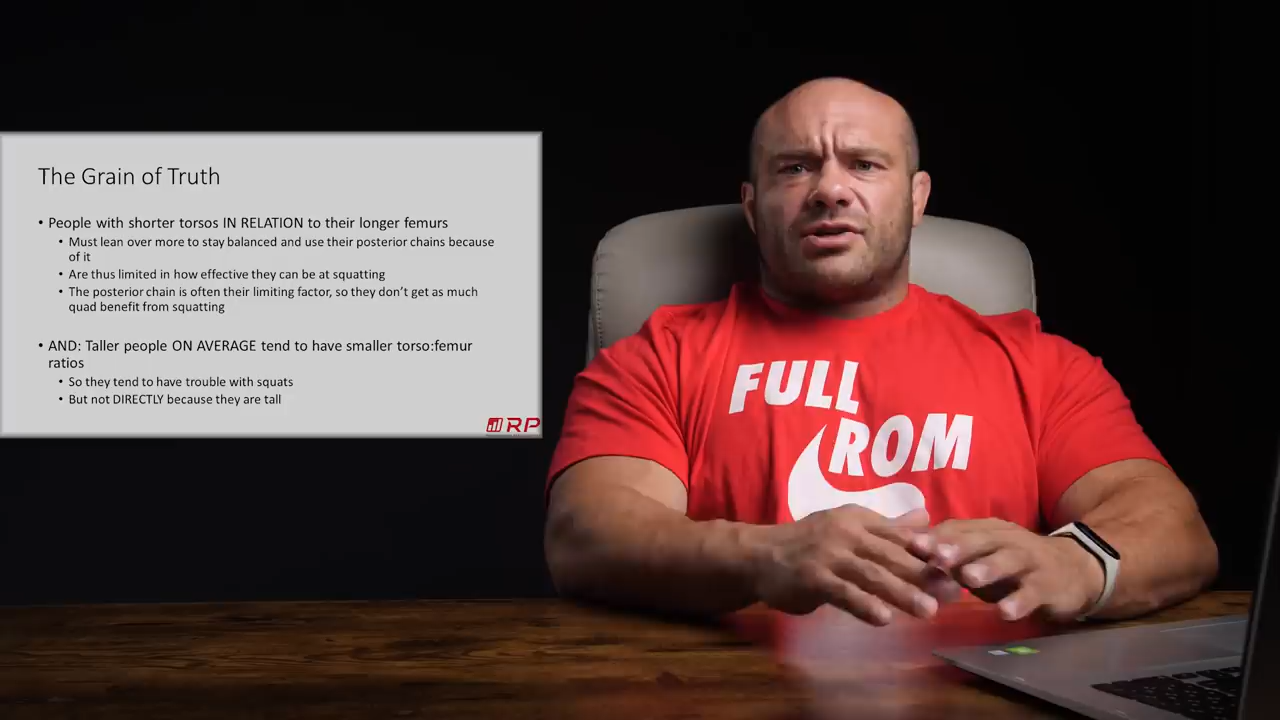 The Grain of Truth
• People with shorter torsos IN RELATION to their longer femurs
• Must lean over more to stay balanced and use their posterior chains because
of it
• Are thus limited in how effective they can be at squatting
• The posterior chain is often their limiting factor, so they don't get as much
quad benefit from squatting
• AND: Taller people ON AVERAGE tend to have smaller torso:femur
ratios
• So they tend to have trouble with squats
• But not DIRECTLY because they are tall
RP
FULL
ROM